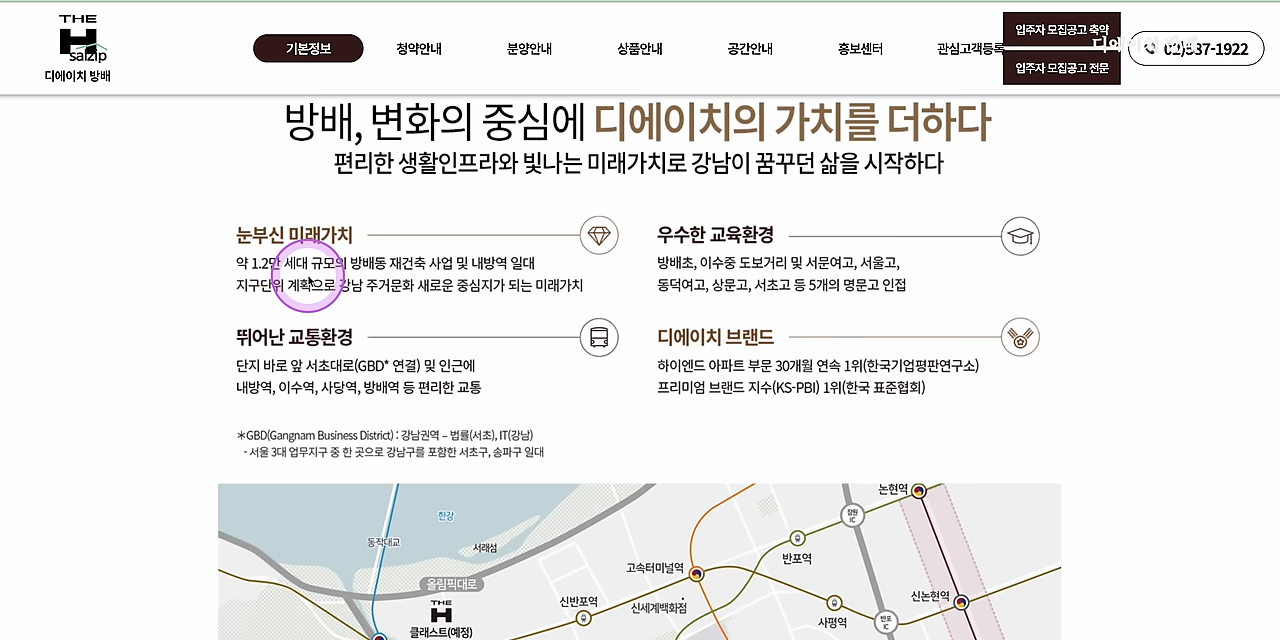 THE
H
salzip
디에이치 방배
기본정보
청약안내
분양안내
상품안내
공간안내
홍보센터
관심고객등록
입주자 모집공고 축약
입주자 모집공고 전문
02)537-1922
방배, 변화의 중심에 디에이치의 가치를 더하다
편리한 생활인프라와 빛나는 미래가치로 강남이 꿈꾸던 삶을 시작하다
눈부신 미래가치
약 1.2만 세대 규모의 방배동 재건축 사업 및 내방역 일대
지구단위 계획으로 강남 주거문화 새로운 중심지가 되는 미래가치
우수한 교육환경
방배초, 이수중 도보거리 및 서문여고, 서울고,
동덕여고, 상문고, 서초고 등 5개의 명문고 인접
뛰어난 교통환경
단지 바로 앞 서초대로(GBD* 연결) 및 인근에
내방역, 이수역, 사당역, 방배역 등 편리한 교통
디에이치 브랜드
하이엔드 아파트 부문 30개월 연속 1위(한국기업평판연구소)
프리미엄 브랜드 지수(KS-PBI) 1위(한국 표준협회)
*GBD(Gangnam Business District) : 강남권역 – 법률(서초), IT(강남)
- 서울 3대 업무지구 중 한 곳으로 강남구를 포함한 서초구, 송파구 일대
논현역
한강
잠원
IC
동작대교
서래섬
반포역
고속터미널역
올림픽대로
신반포역
신세계백화점
신논현역
THE
H
클래스트(예정)
사평역
반포
IC